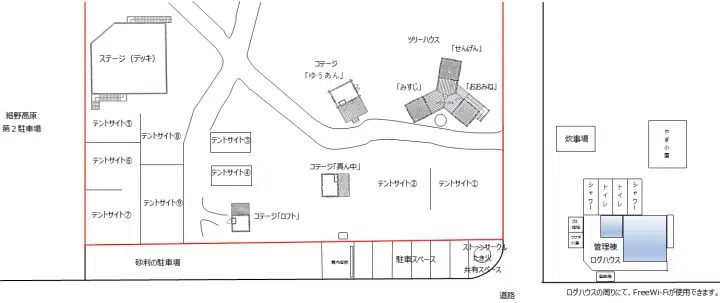 ツリーハウス
「せんげん」
ステージ（デッキ）
コテージ
「ゆうあん」
「みすじ」
「おおみね」
細野高原
第２駐車場
テントサイト⑤
テントサイト⑧
テントサイト③
テントサイト⑥
テントサイト④
コテージ「真ん中」
テントサイト②
テントサイト①
テントサイト⑦
テントサイト⑨
コテージ「ロフト」
砂利の駐車場
駐車スペース
ストーンサークル
たき火
共有スペース
道路
炊事場
やぎ小屋
シャワー
トイレ
トイレ
シャワー
管理棟
ログハウス
ログハウスの周りにて、FreeWi-Fiが使用できます。